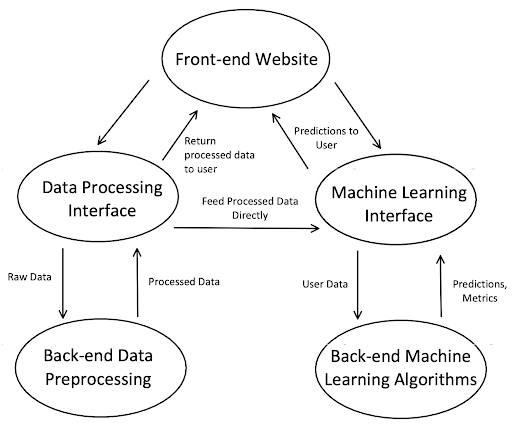 Front-end Website
Return
processed data
to user
Predictions to
User
Data Processing
Interface
Feed Processed Data
Directly
Machine Learning
Interface
Raw Data
Processed Data
User Data
Predictions,
Metrics
Back-end Data
Preprocessing
Back-end Machine
Learning Algorithms